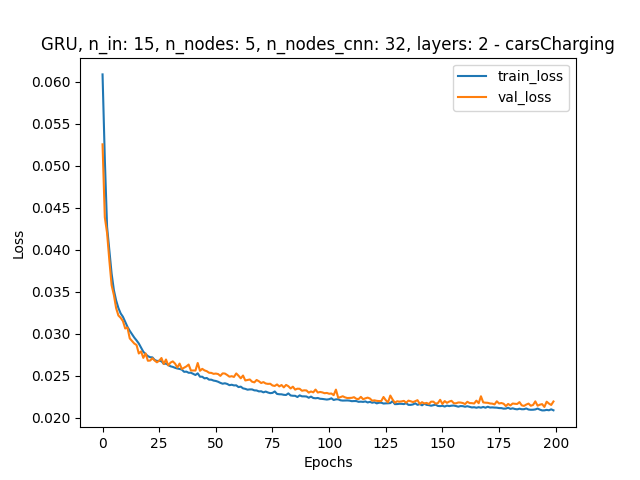 GRU, n_in: 15, n_nodes: 5, n_nodes_cnn: 32, layers: 2 - carsCharging
train_loss
val_loss
0.060
0.055
0.050
0.045
0.040
0.035
0.030
0.025
0.020
Loss
0 25 50 75 100 125 150 175 200
Epochs